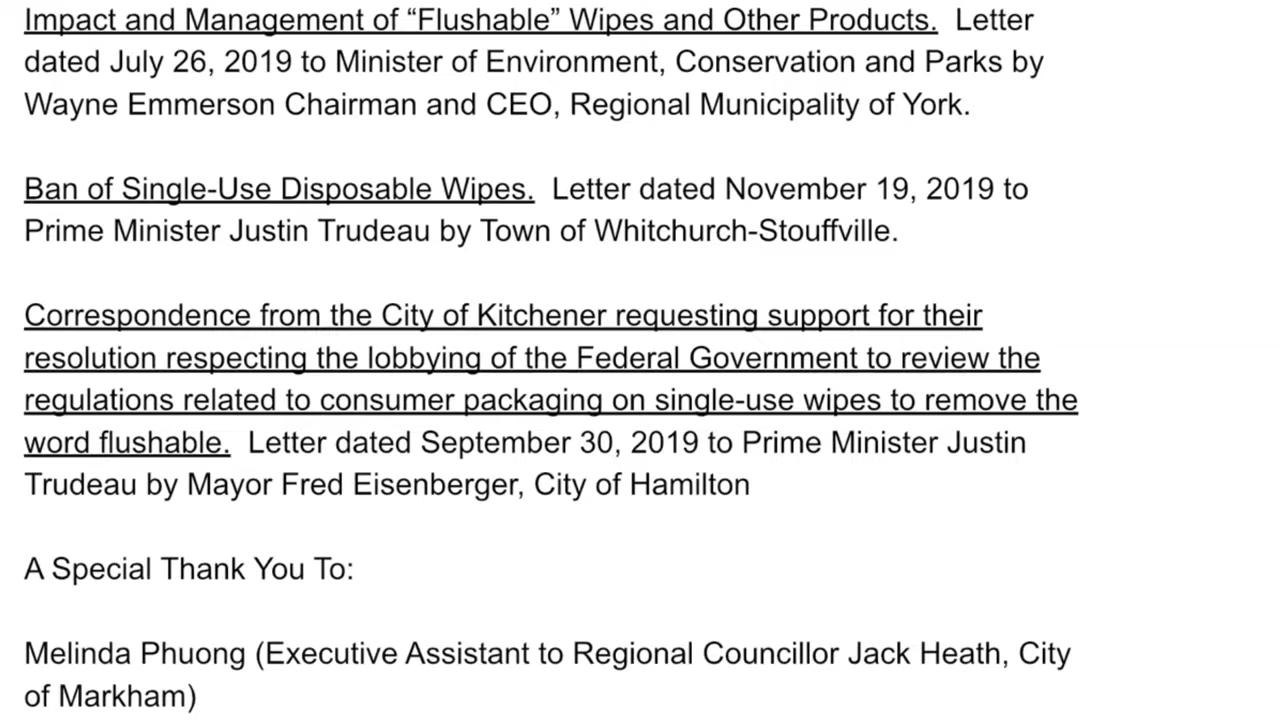 Impact and Management of “Flushable” Wipes and Other Products.  Letter
dated July 26, 2019 to Minister of Environment, Conservation and Parks by
Wayne Emmerson Chairman and CEO, Regional Municipality of York.
Ban of Single-Use Disposable Wipes.  Letter dated November 19, 2019 to
Prime Minister Justin Trudeau by Town of Whitchurch-Stouffville.
Correspondence from the City of Kitchener requesting support for their
resolution respecting the lobbying of the Federal Government to review the
regulations related to consumer packaging on single-use wipes to remove the
word flushable.  Letter dated September 30, 2019 to Prime Minister Justin
Trudeau by Mayor Fred Eisenberger, City of Hamilton
A Special Thank You To:
Melinda Phuong (Executive Assistant to Regional Councillor Jack Heath, City
of Markham)